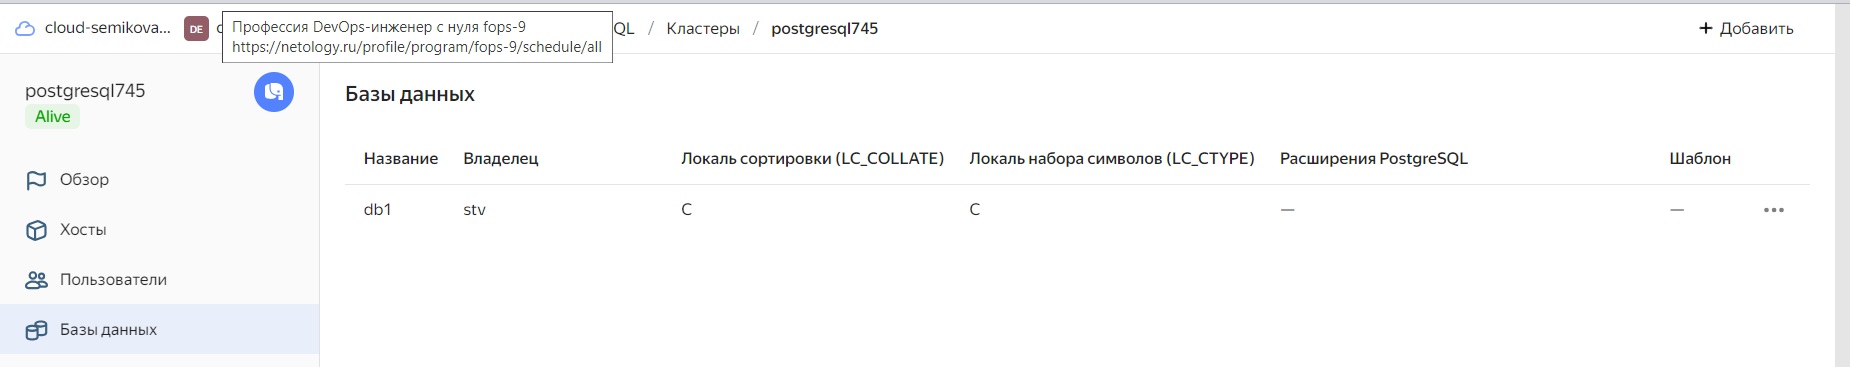 cloud-semikova... DE
Профессия DevOps-инженер с нуля fops-9
https://netology.ru/profile/program/fops-9/schedule/all
QL / Кластеры / postgresql745
+ Добавить
postgresql745
Alive
Обзор
Хосты
Пользователи
Базы данных
Базы данных
Название Владелец Локаль сортировки (LC_COLLATE) Локаль набора символов (LC_CTYPE) Расширения PostgreSQL Шаблон
db1 stv C C — — •••